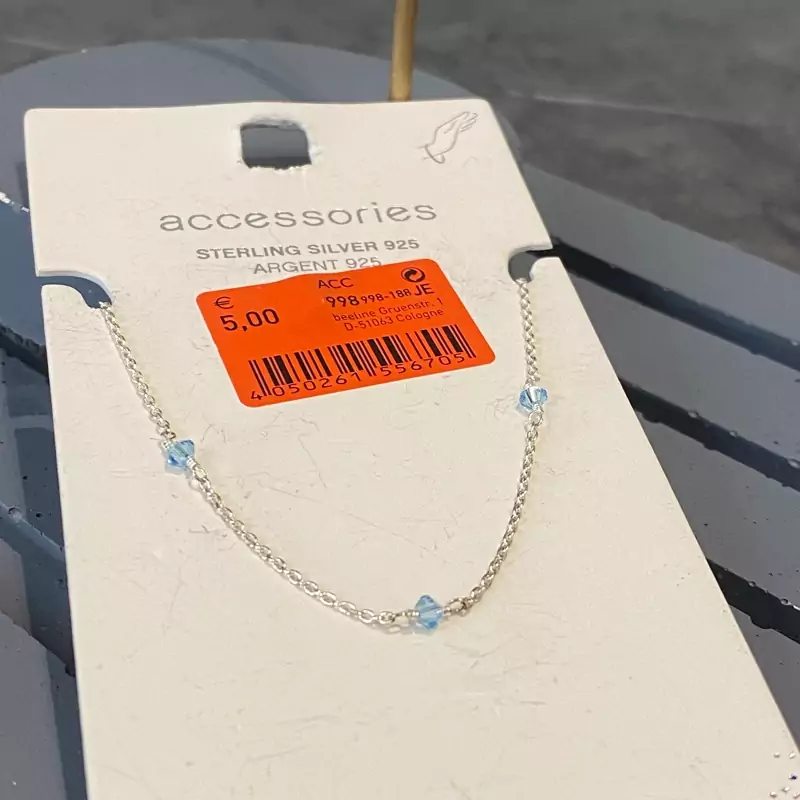 accessories
STERLING SILVER 925
ARGENT 925
€ ACC
5,00 998 998-188 JE
beeline Gruenstr. 1
D-51063 Cologne
4 050261 556705